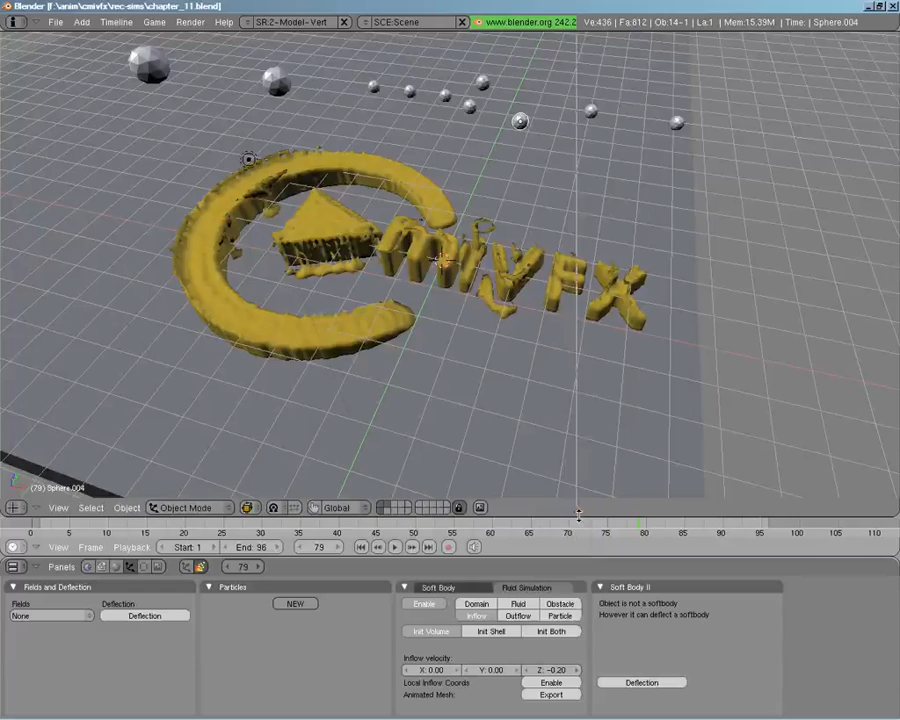 Blender [f:\anim\cmivfx\rec-sims\chapter_11.blend]
Add Timeline Game Render Help SR:2-Model-Vert SCE:Scene www.blender.org 242.2 Ve:436 | Fa:812 | Ob:14-1 | La:1 | Mem:15.39M | Time: | Sphere.004
mivFX
(79) Sphere.004
View Select Object Object Mode Global
0 5 10 15 20 25 30 35 40 45 50 55 60 65 70 75 80 85 90 95 100 105 110
View Frame Playback Start: 1 End: 96 79
Panels 79
Fields and Deflection Particles Soft Body Fluid Simulation Soft Body II
Fields Deflection NEW Enable Domain Fluid Obstacle Object is not a softbody
None Deflection Inflow Outflow Particle However it can deflect a softbody
Init Volume Init Shell Init Both
Inflow velocity:
X: 0.00 Y: 0.00 Z: -0.20
Local Inflow Coords Enable Deflection
Animated Mesh: Export